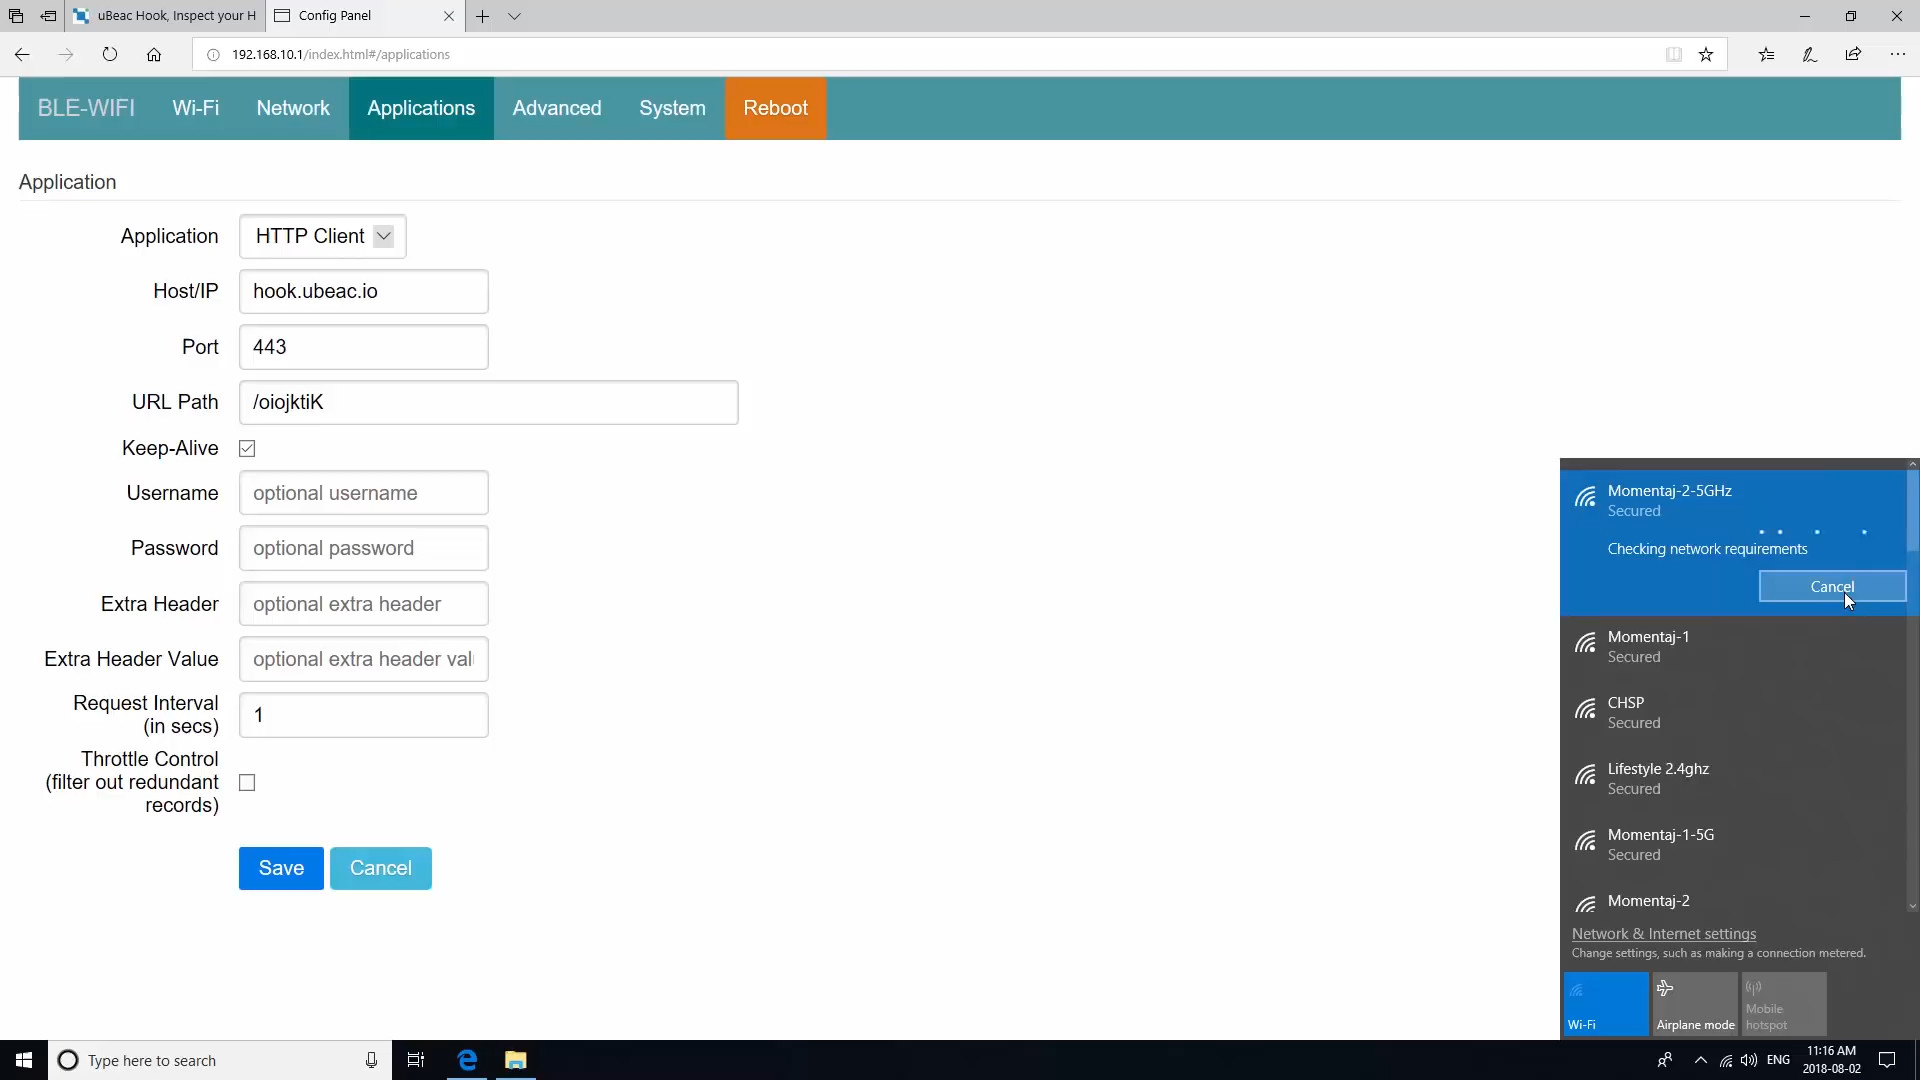 uBeac Hook, Inspect your H
Config Panel
192.168.10.1/index.html#/applications
BLE-WIFI
Wi-Fi
Network
Applications
Advanced
System
Reboot
Application
Application
HTTP Client
Host/IP
hook.ubeac.io
Port
443
URL Path
/oiojktiK
Keep-Alive
Username
optional username
Password
optional password
Extra Header
optional extra header
Extra Header Value
optional extra header val
Request Interval
(in secs)
1
Throttle Control
(filter out redundant
records)
Save
Cancel
Momentaj-2-5GHz
Secured
Checking network requirements
Cancel
Momentaj-1
Secured
CHSP
Secured
Lifestyle 2.4ghz
Secured
Momentaj-1-5G
Secured
Momentaj-2
Network & Internet settings
Change settings, such as making a connection metered.
Wi-Fi
Airplane mode
Mobile
hotspot
Type here to search
ENG
11:16 AM
2018-08-02